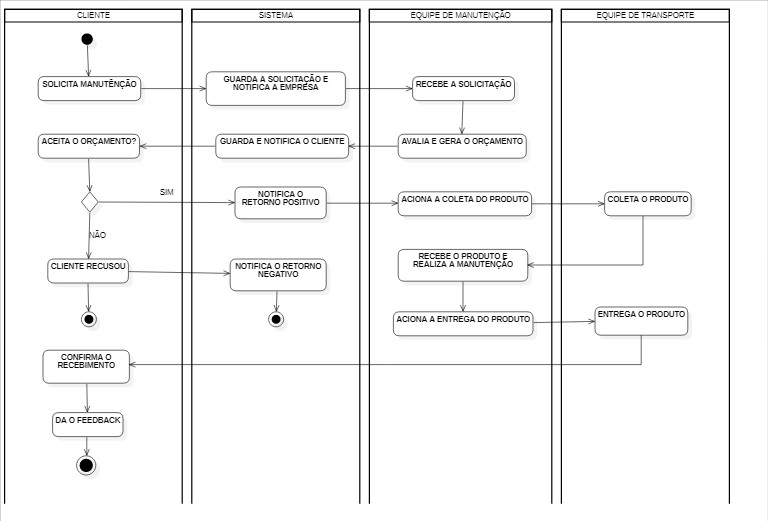 CLIENTE
SISTEMA
EQUIPE DE MANUTENÇÃO
EQUIPE DE TRANSPORTE
SOLICITA MANUTENÇÃO
GUARDA A SOLICITAÇÃO E
NOTIFICA A EMPRESA
RECEBE A SOLICITAÇÃO
ACEITA O ORÇAMENTO?
GUARDA E NOTIFICA O CLIENTE
AVALIA E GERA O ORÇAMENTO
SIM
NOTIFICA O
RETORNO POSITIVO
ACIONA A COLETA DO PRODUTO
COLETA O PRODUTO
NÃO
CLIENTE RECUSOU
NOTIFICA O RETORNO
NEGATIVO
RECEBE O PRODUTO E
REALIZA A MANUTENÇÃO
ACIONA A ENTREGA DO PRODUTO
ENTREGA O PRODUTO
CONFIRMA O
RECEBIMENTO
DA O FEEDBACK